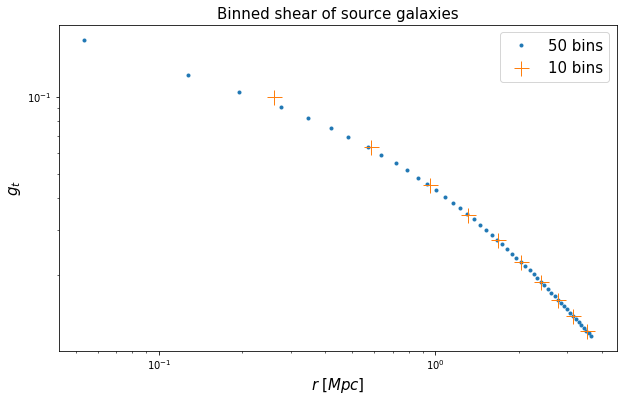 Binned shear of source galaxies
50 bins
10 bins
10⁻¹
g_t
10⁻¹
10⁰
r [Mpc]